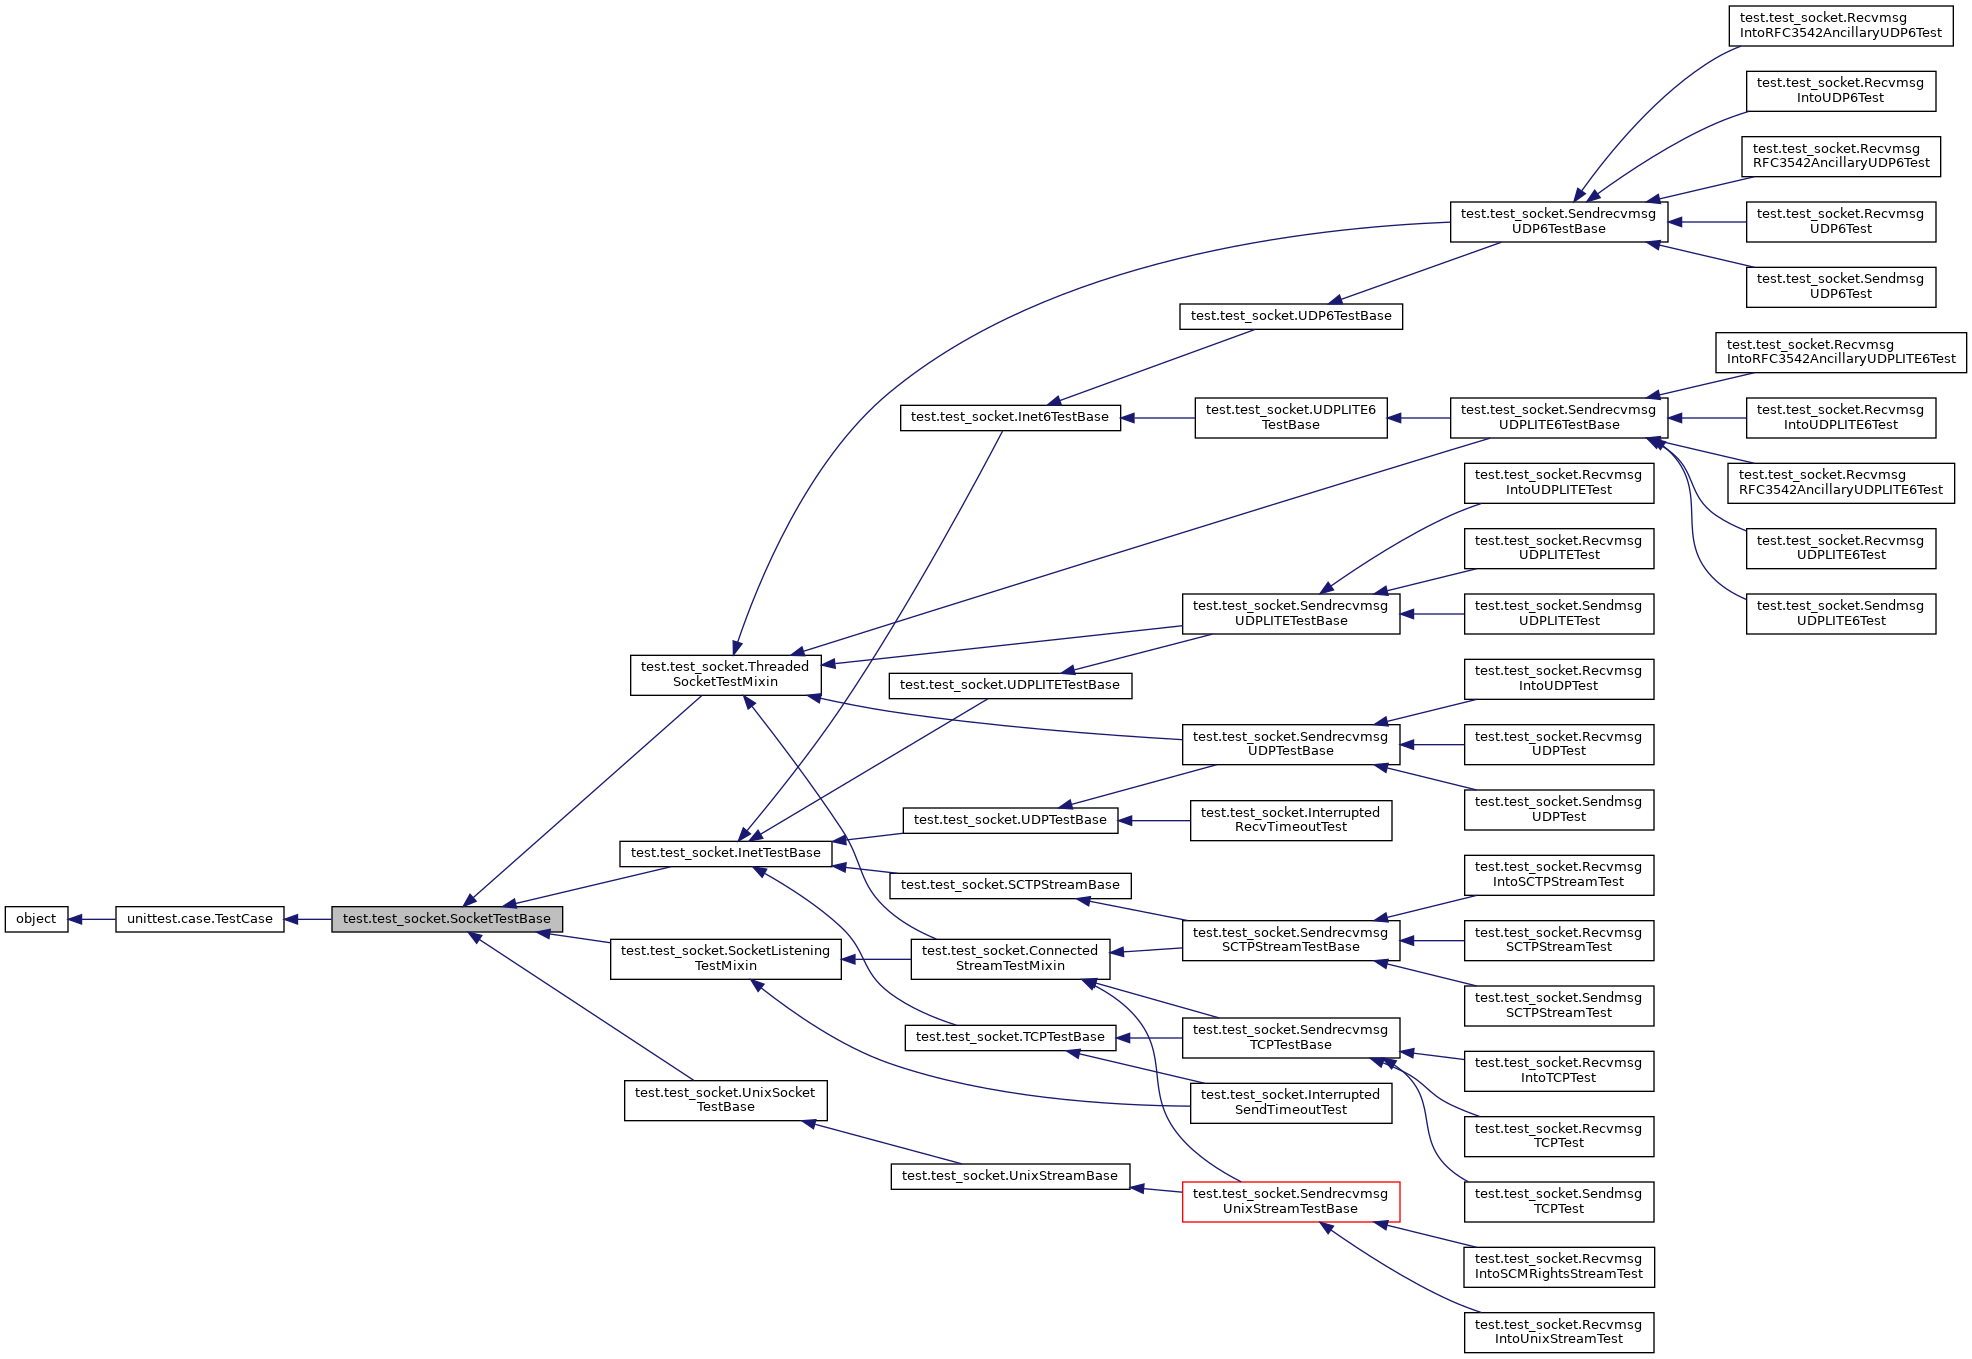 test.test_socket.Recvmsg
IntoRFC3542AncillaryUDP6Test
test.test_socket.Recvmsg
IntoUDP6Test
test.test_socket.Recvmsg
RFC3542AncillaryUDP6Test
test.test_socket.Sendrecvmsg
UDP6TestBase
test.test_socket.Recvmsg
UDP6Test
test.test_socket.Sendmsg
UDP6Test
test.test_socket.UDP6TestBase
test.test_socket.Recvmsg
IntoRFC3542AncillaryUDPLITE6Test
test.test_socket.Inet6TestBase
test.test_socket.UDPLITE6
TestBase
test.test_socket.Sendrecvmsg
UDPLITE6TestBase
test.test_socket.Recvmsg
IntoUDPLITE6Test
test.test_socket.Recvmsg
IntoUDPLITETest
test.test_socket.Recvmsg
RFC3542AncillaryUDPLITE6Test
test.test_socket.Recvmsg
UDPLITETest
test.test_socket.Recvmsg
UDPLITE6Test
test.test_socket.Sendrecvmsg
UDPLITETestBase
test.test_socket.Sendmsg
UDPLITETest
test.test_socket.Sendmsg
UDPLITE6Test
test.test_socket.Threaded
SocketTestMixin
test.test_socket.UDPLITETestBase
test.test_socket.Recvmsg
IntoUDPTest
test.test_socket.Sendrecvmsg
UDPTestBase
test.test_socket.Recvmsg
UDPTest
test.test_socket.Sendmsg
UDPTest
test.test_socket.UDPTestBase
test.test_socket.Interrupted
RecvTimeoutTest
test.test_socket.InetTestBase
test.test_socket.SCTPStreamBase
test.test_socket.Recvmsg
IntoSCTPStreamTest
object
unittest.case.TestCase
test.test_socket.SocketTestBase
test.test_socket.Sendrecvmsg
SCTPStreamTestBase
test.test_socket.Recvmsg
SCTPStreamTest
test.test_socket.SocketListening
TestMixin
test.test_socket.Connected
StreamTestMixin
test.test_socket.Sendmsg
SCTPStreamTest
test.test_socket.TCPTestBase
test.test_socket.Sendrecvmsg
TCPTestBase
test.test_socket.Recvmsg
IntoTCPTest
test.test_socket.UnixSocket
TestBase
test.test_socket.Interrupted
SendTimeoutTest
test.test_socket.Recvmsg
TCPTest
test.test_socket.UnixStreamBase
test.test_socket.Sendrecvmsg
UnixStreamTestBase
test.test_socket.Sendmsg
TCPTest
test.test_socket.Recvmsg
IntoSCMRightsStreamTest
test.test_socket.Recvmsg
IntoUnixStreamTest